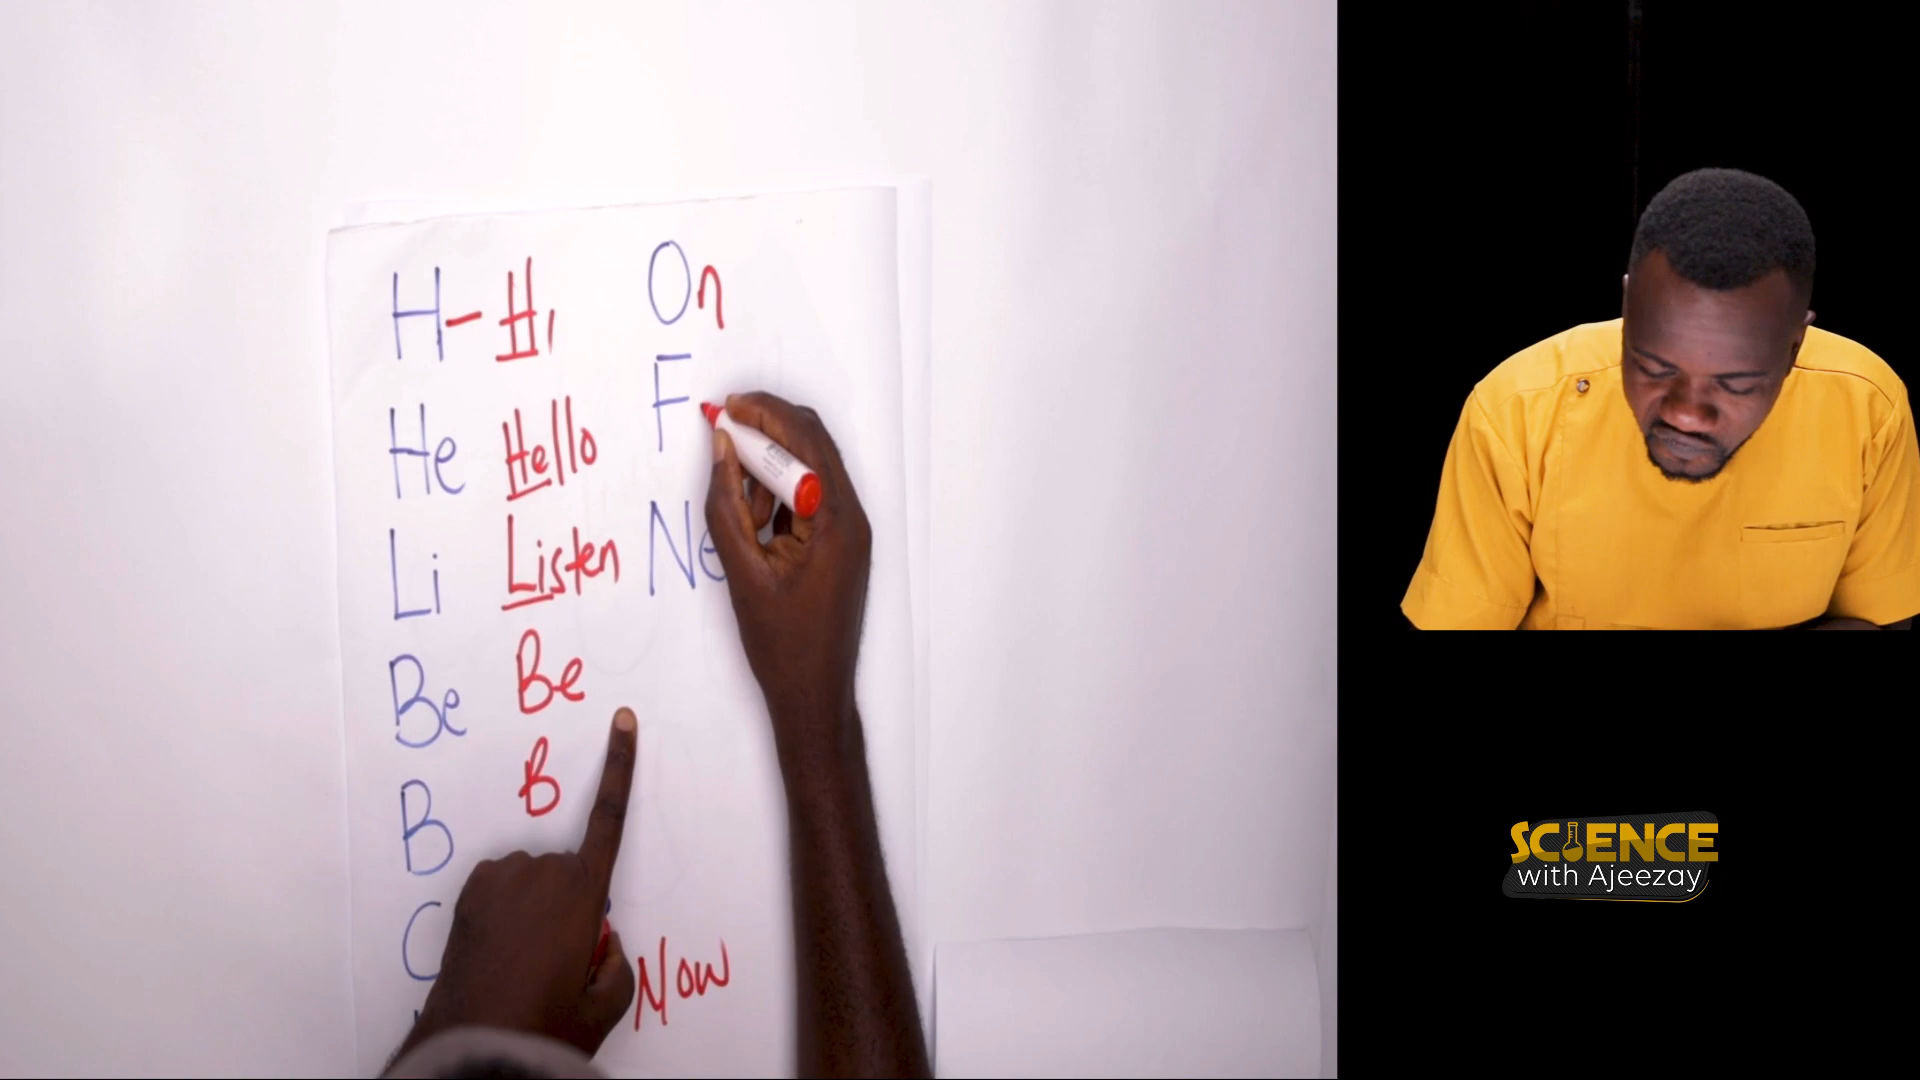 H - Hi
He Hello
Li Listen
Be Be
B B
C
Now
On
F
Ne
SCIENCE
with Ajeezay